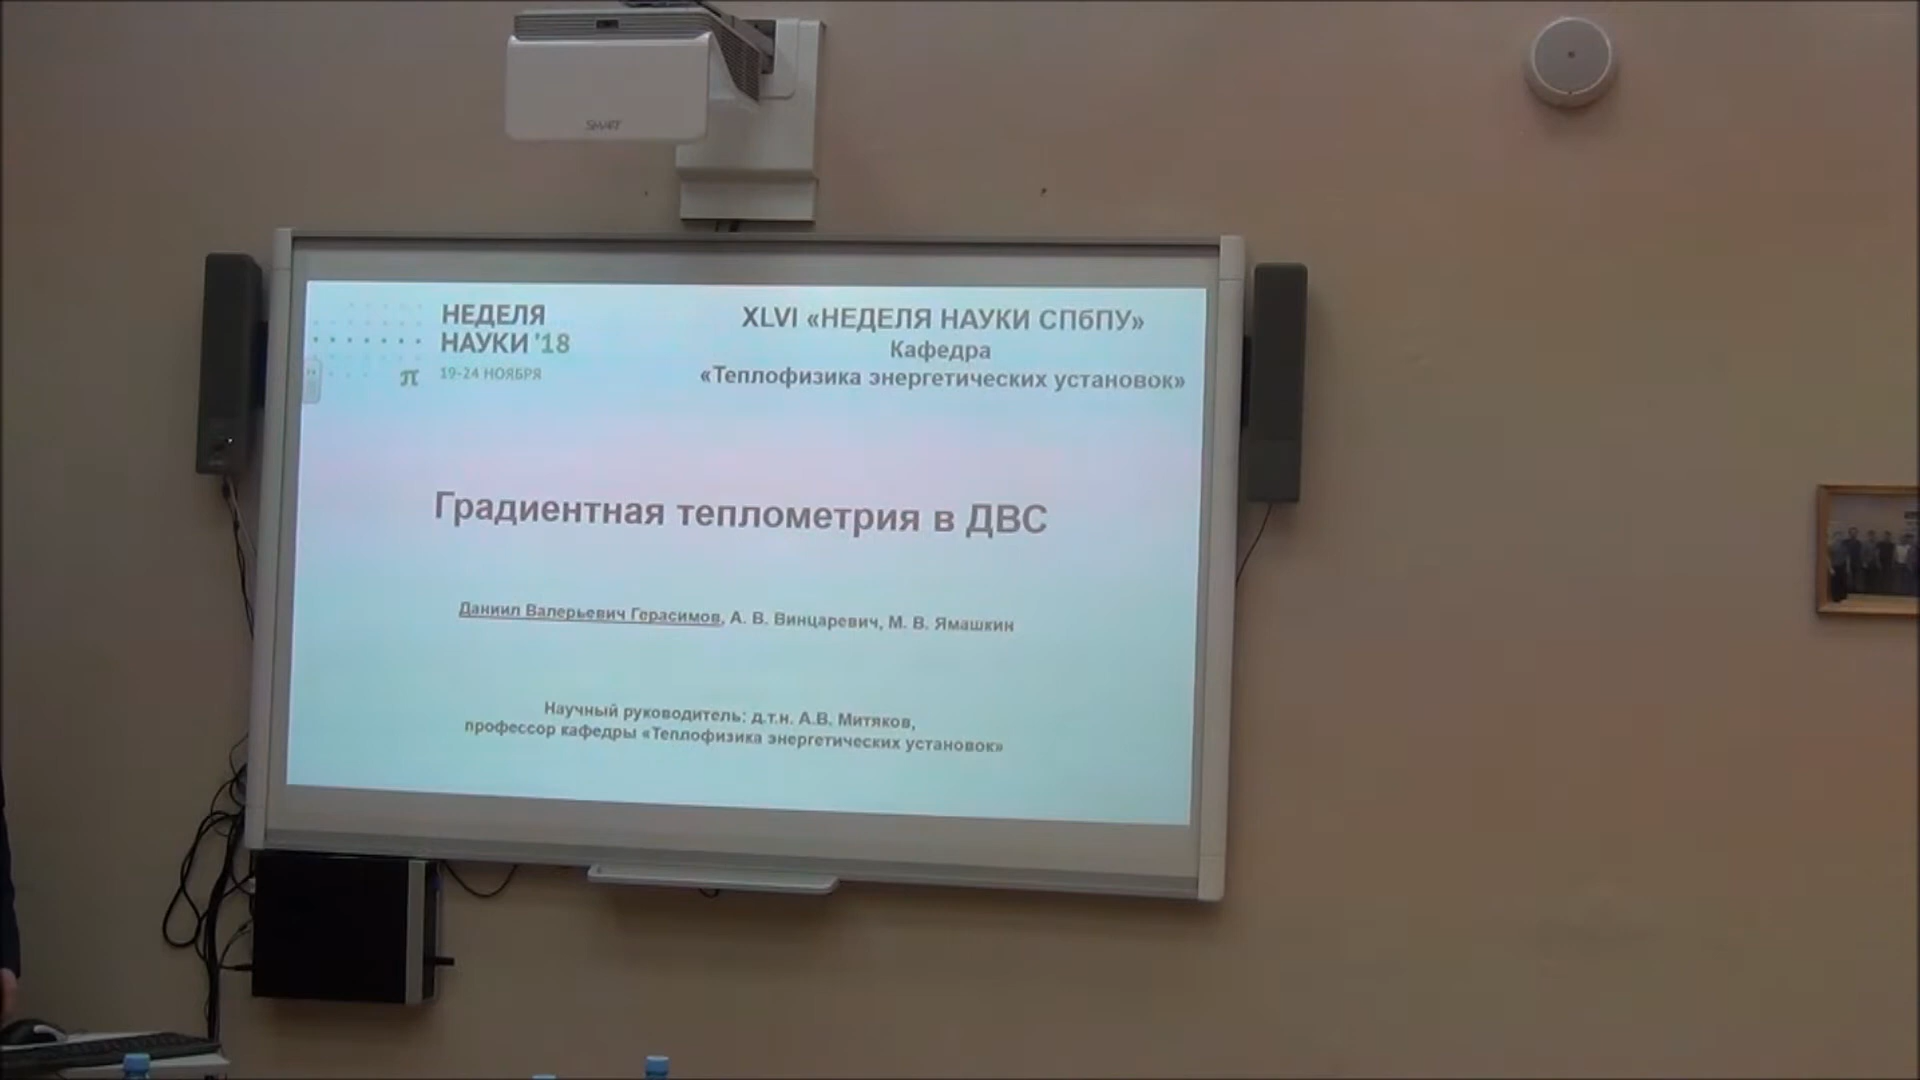 SMART
НЕДЕЛЯ
НАУКИ '18
19-24 НОЯБРЯ
π
XLVI «НЕДЕЛЯ НАУКИ СПбПУ»
Кафедра
«Теплофизика энергетических установок»
Градиентная теплометрия в ДВС
Даниил Валерьевич Герасимов, А. В. Винцаревич, М. В. Ямашкин
Научный руководитель: д.т.н. А.В. Митяков,
профессор кафедры «Теплофизика энергетических установок»